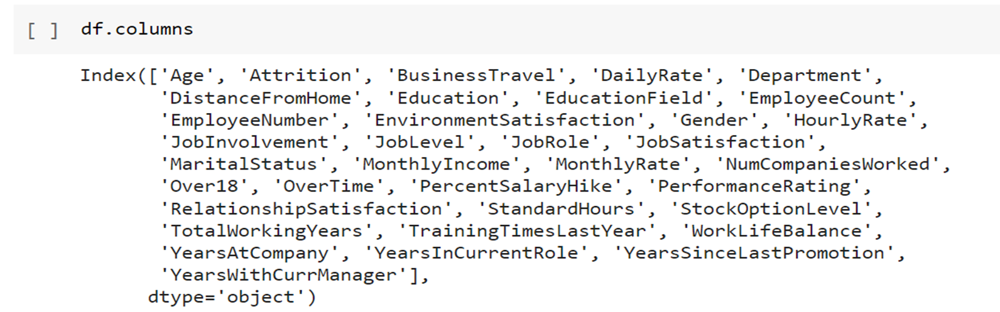 [ ] df.columns
Index(['Age', 'Attrition', 'BusinessTravel', 'DailyRate', 'Department',
'DistanceFromHome', 'Education', 'EducationField', 'EmployeeCount',
'EmployeeNumber', 'EnvironmentSatisfaction', 'Gender', 'HourlyRate',
'JobInvolvement', 'JobLevel', 'JobRole', 'JobSatisfaction',
'MaritalStatus', 'MonthlyIncome', 'MonthlyRate', 'NumCompaniesWorked',
'Over18', 'OverTime', 'PercentSalaryHike', 'PerformanceRating',
'RelationshipSatisfaction', 'StandardHours', 'StockOptionLevel',
'TotalWorkingYears', 'TrainingTimesLastYear', 'WorkLifeBalance',
'YearsAtCompany', 'YearsInCurrentRole', 'YearsSinceLastPromotion',
'YearsWithCurrManager'],
dtype='object')